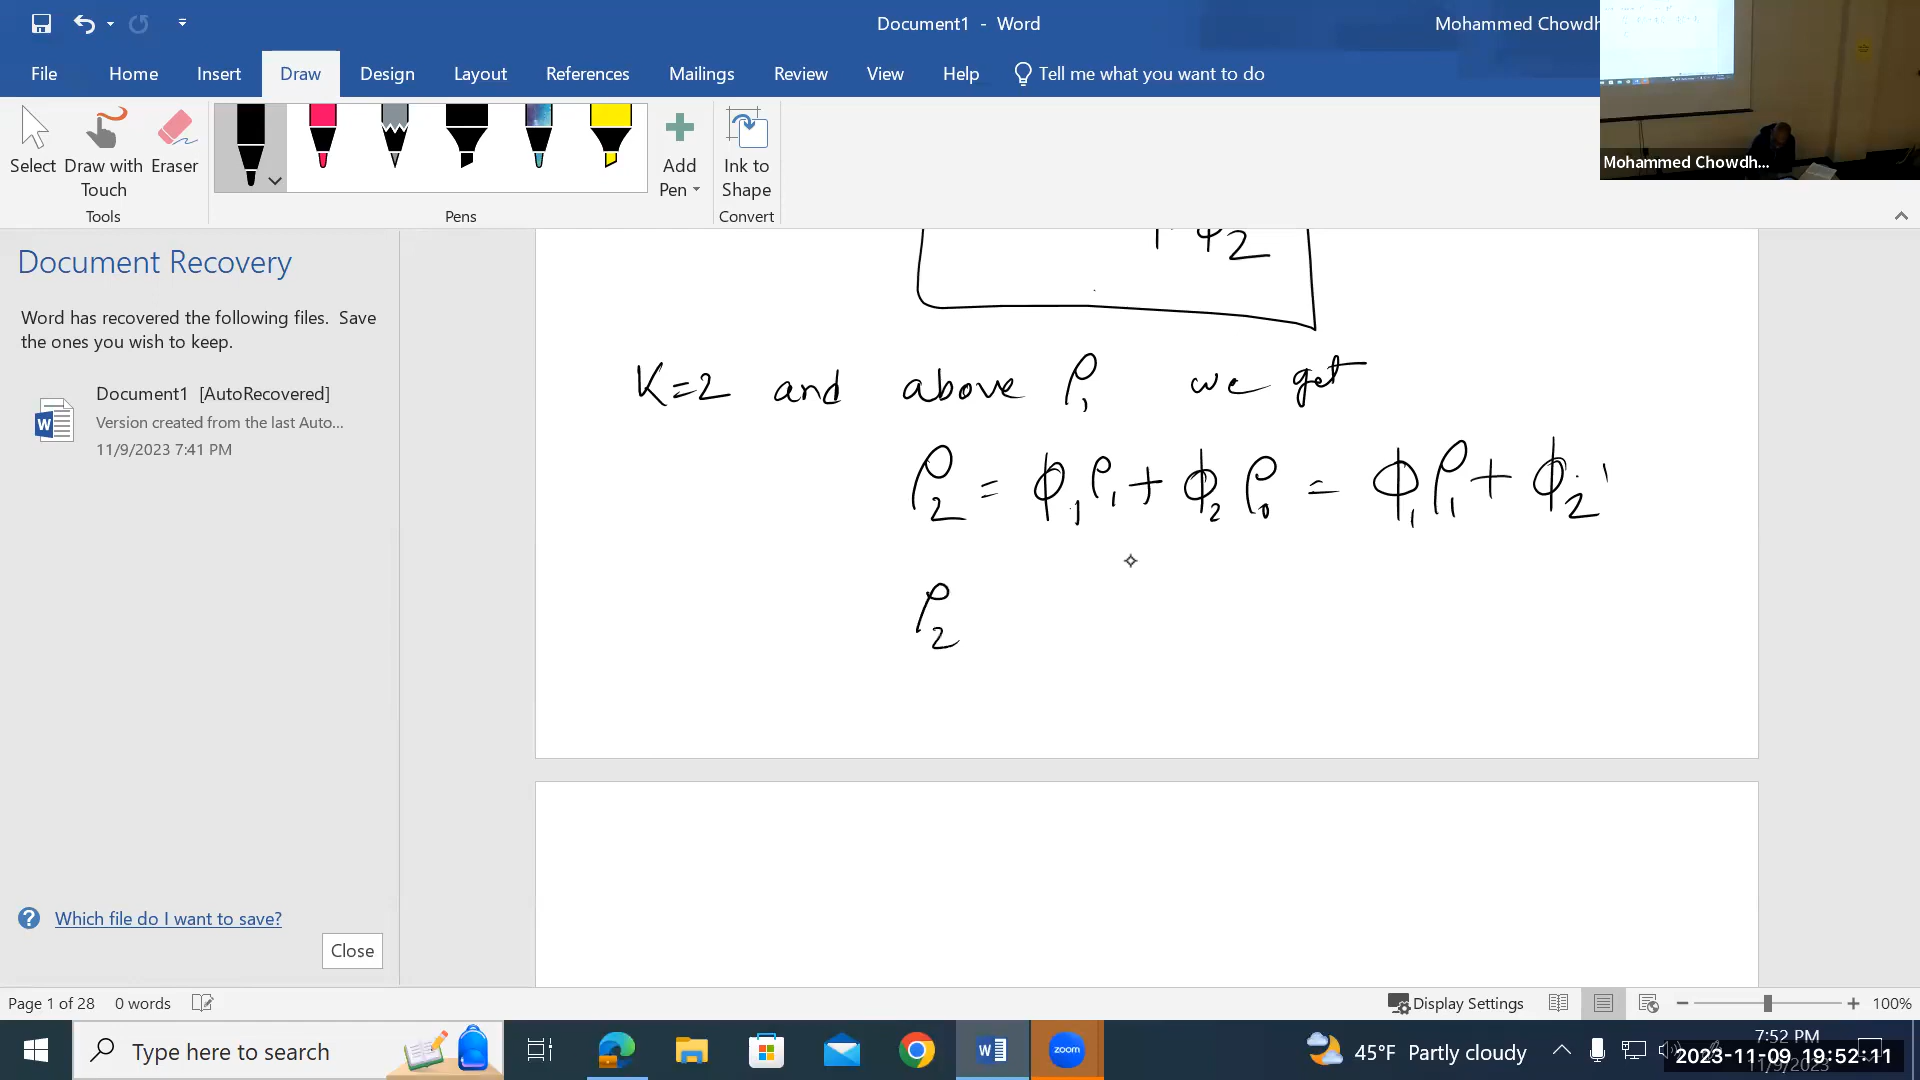 Document1 - Word
Mohammed Chowdh
File Home Insert Draw Design Layout References Mailings Review View Help Tell me what you want to do
Select
Draw with Touch
Eraser
Tools
Pens
Add Pen
Ink to Shape
Convert
Mohammed Chowdh...
Document Recovery
Word has recovered the following files. Save
the ones you wish to keep.
Document1 [AutoRecovered]
Version created from the last Auto...
11/9/2023 7:41 PM
Which file do I want to save?
Close
ϕ2
K=2 and above ρ1 we get
ρ2 = ϕ1ρ1 + ϕ2ρ0 = ϕ1ρ1 + ϕ2·1
ρ2
Page 1 of 28 0 words
Display Settings
100%
Type here to search
zoom
45°F Partly cloudy
7:52 PM
11/9/2023
2023-11-09 19:52:11